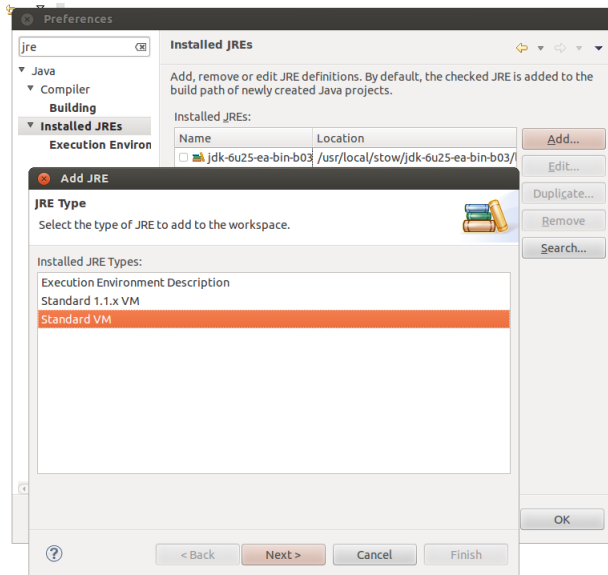 Preferences
jre
Installed JREs
Java
Compiler
Building
Installed JREs
Execution Environ
Add, remove or edit JRE definitions. By default, the checked JRE is added to the
build path of newly created Java projects.
Installed JREs:
Name Location
jdk-6u25-ea-bin-b03 /usr/local/stow/jdk-6u25-ea-bin-b03/
Add...
Edit...
Duplicate...
Remove
Search...
Add JRE
JRE Type
Select the type of JRE to add to the workspace.
Installed JRE Types:
Execution Environment Description
Standard 1.1.x VM
Standard VM
OK
?
< Back Next > Cancel Finish